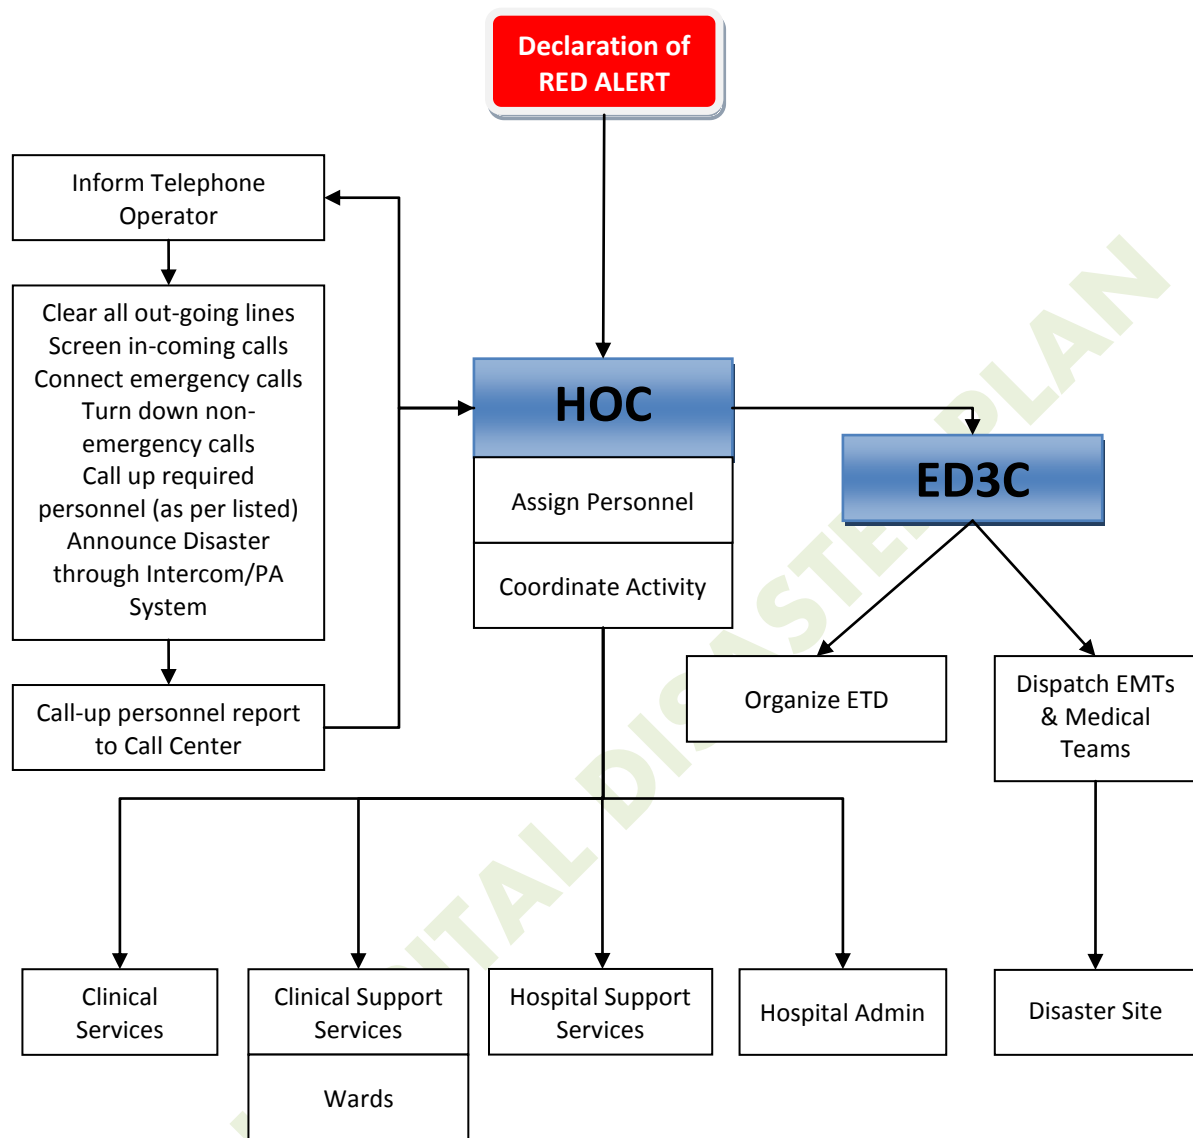 Declaration of
RED ALERT
Inform Telephone
Operator
Clear all out-going lines
Screen in-coming calls
Connect emergency calls
Turn down non-
emergency calls
Call up required
personnel (as per listed)
Announce Disaster
through Intercom/PA
System
Call-up personnel report
to Call Center
HOC
Assign Personnel
Coordinate Activity
ED3C
Organize ETD
Dispatch EMTs
& Medical
Teams
Clinical
Services
Clinical Support
Services
Wards
Hospital Support
Services
Hospital Admin
Disaster Site
PITAL DISASTER PLAN